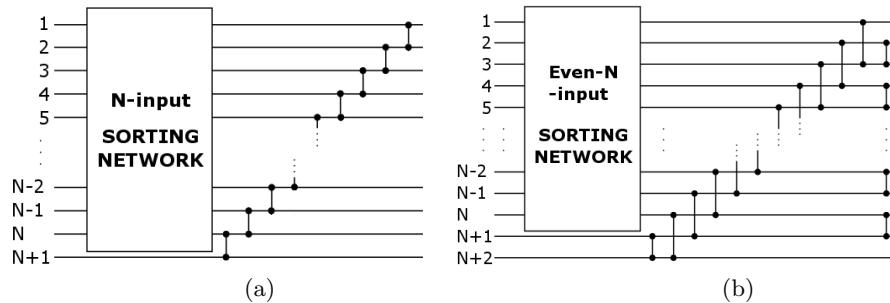 1
2
3
4
5
N-2
N-1
N
N+1
N-input
SORTING
NETWORK
(a)
1
2
3
4
5
N-2
N-1
N
N+1
N+2
Even-N
-input
SORTING
NETWORK
(b)